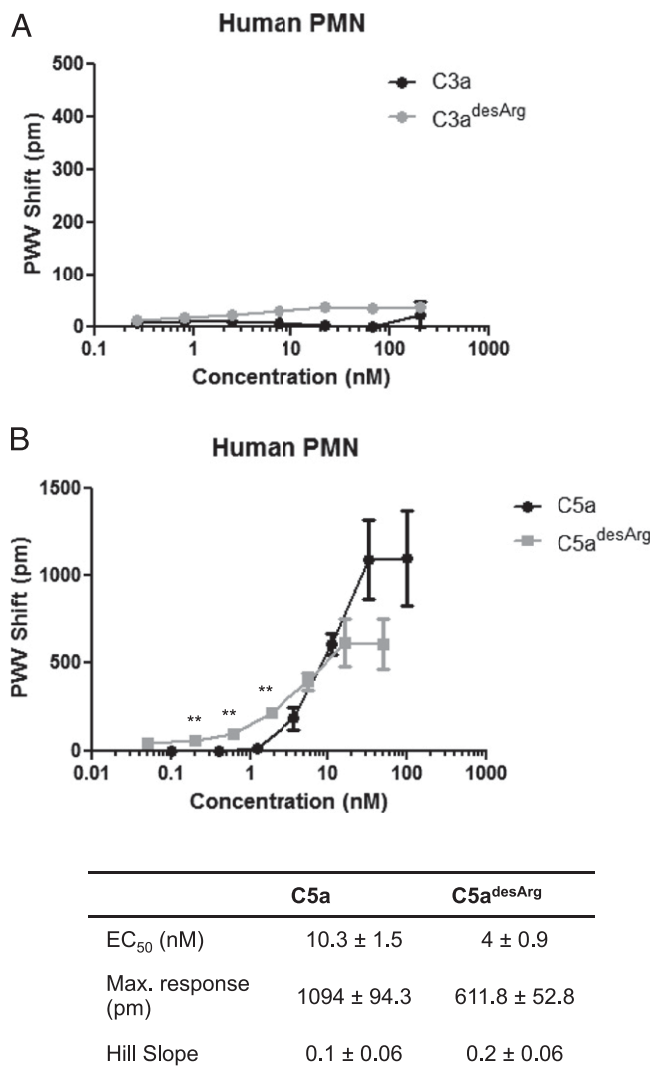 A
Human PMN
500
400
300
200
100
0
PWV Shift (pm)
C3a
C3a^desArg
0.1 1 10 100 1000
Concentration (nM)
B
Human PMN
1500
1000
500
0
PWV Shift (pm)
C5a
C5a^desArg
** ** **
0.01 0.1 1 10 100 1000
Concentration (nM)
C5a C5a^desArg
EC₅₀ (nM) 10.3 ± 1.5 4 ± 0.9
Max. response
(pm) 1094 ± 94.3 611.8 ± 52.8
Hill Slope 0.1 ± 0.06 0.2 ± 0.06